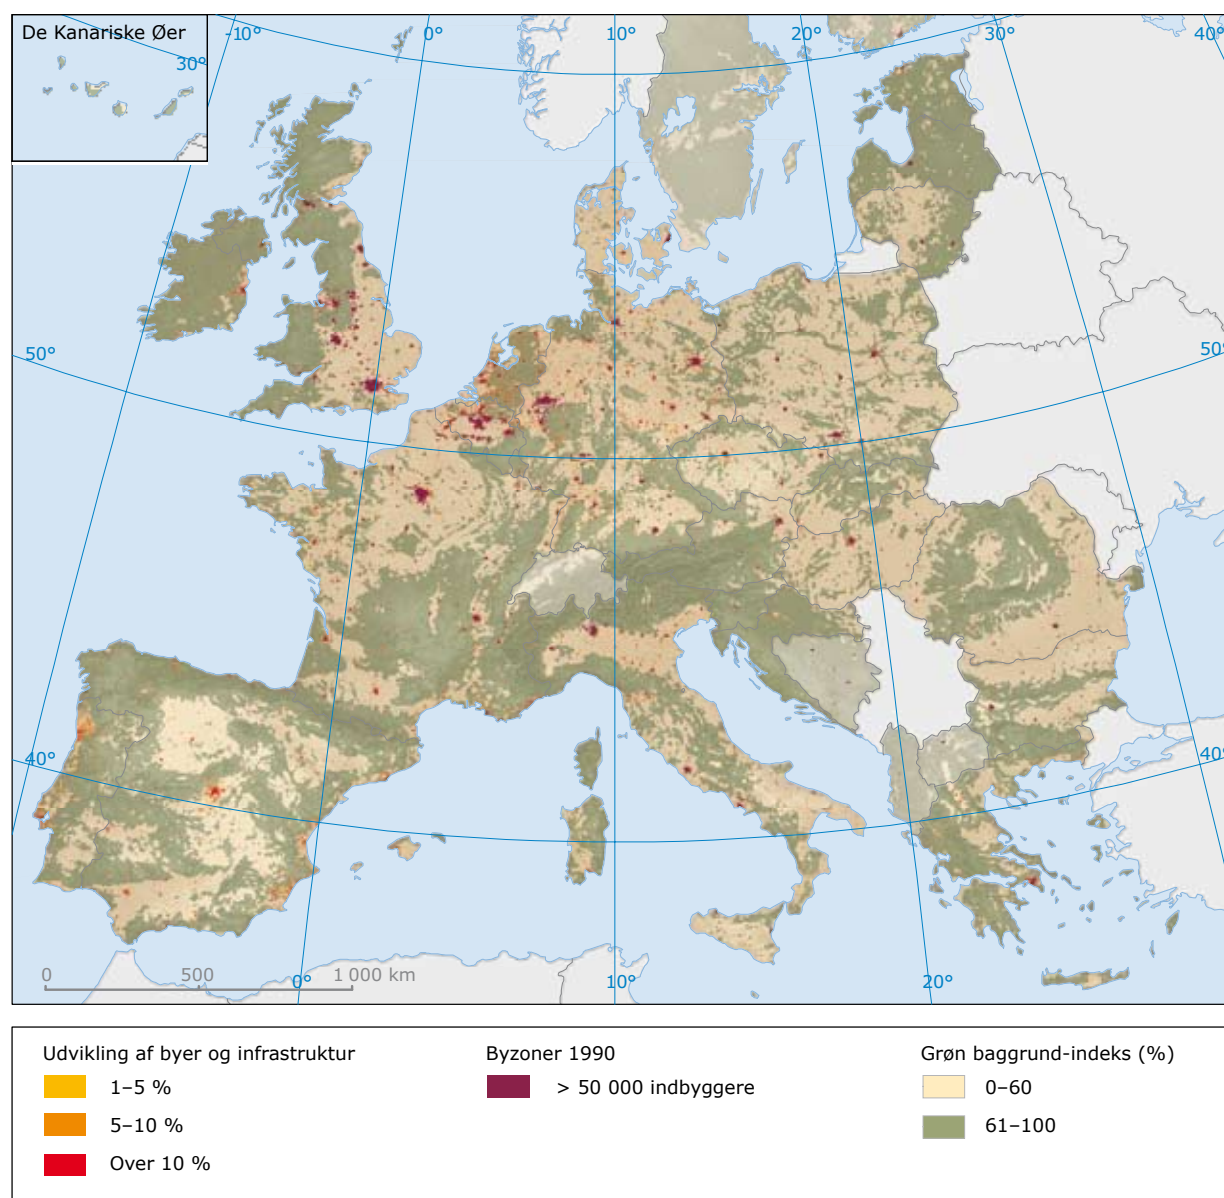 De Kanariske Øer
-10°
0°
10°
20°
30°
40°
30°
50°
50°
40°
40°
0
500
1 000 km
0°
10°
20°
Udvikling af byer og infrastruktur
1–5 %
5–10 %
Over 10 %
Byzoner 1990
> 50 000 indbyggere
Grøn baggrund-indeks (%)
0–60
61–100